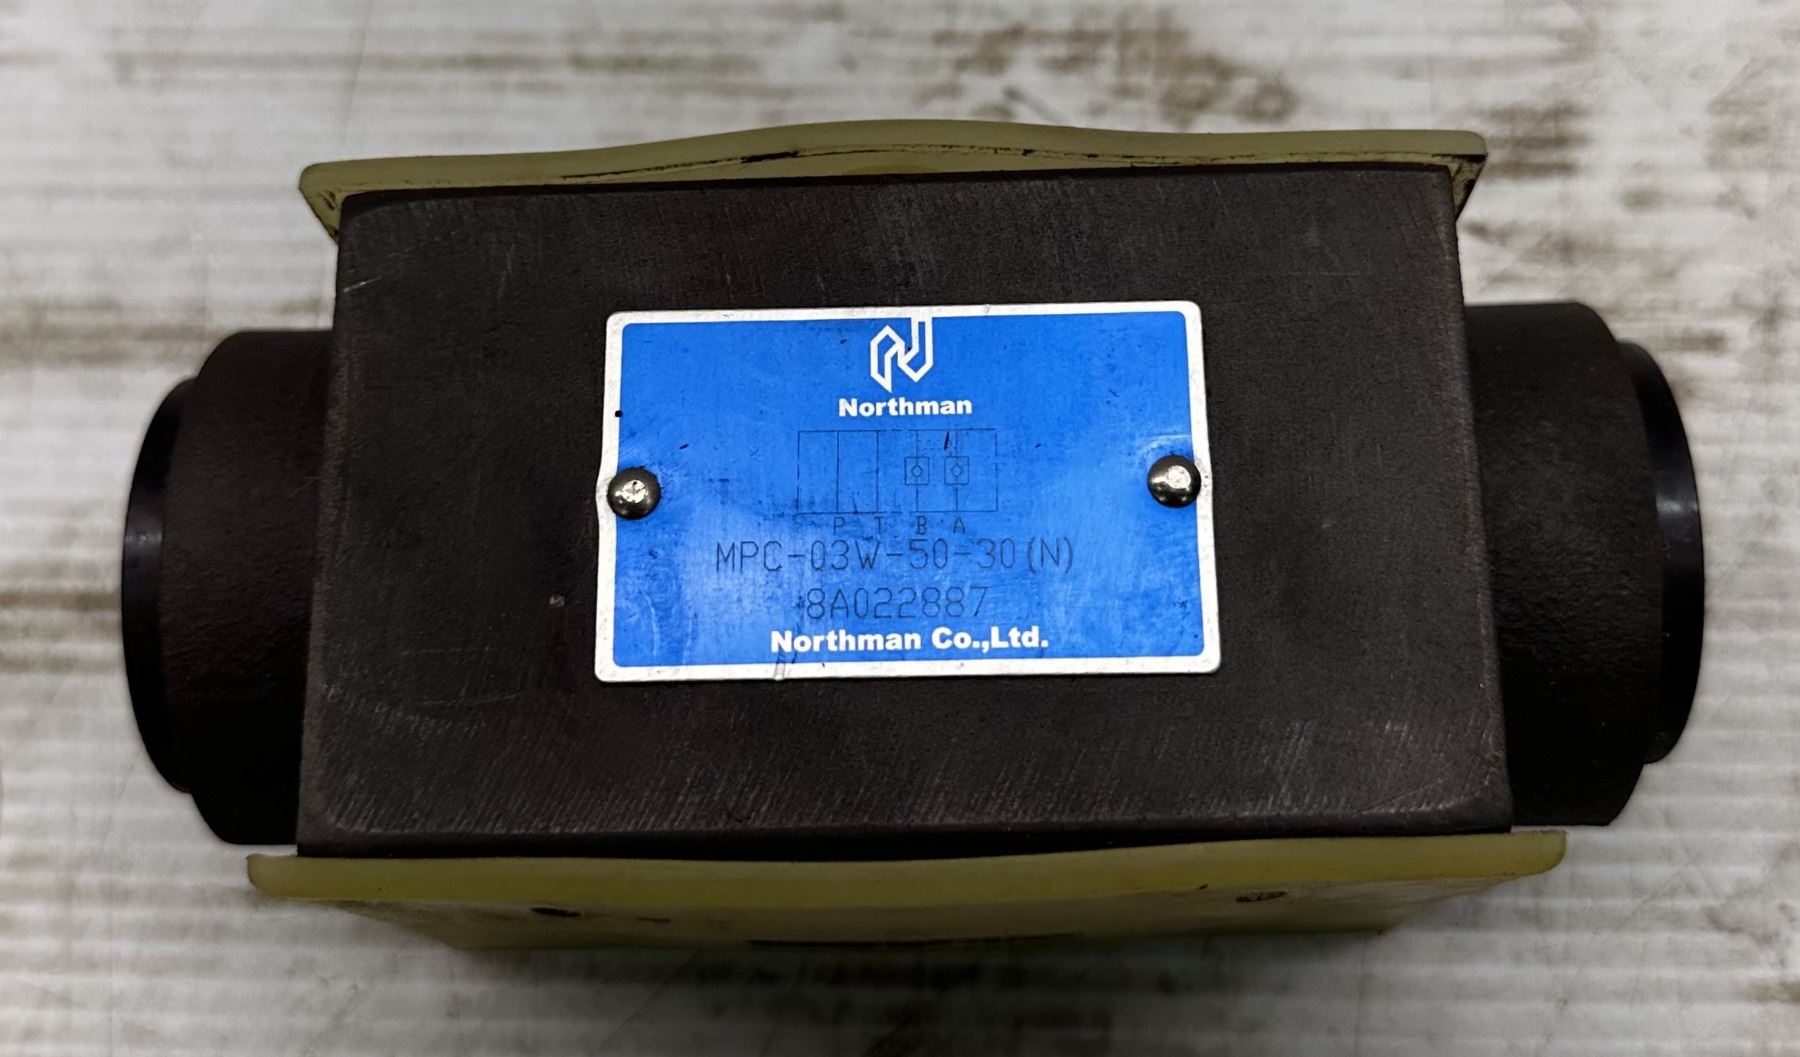 Northman
P T B A
MPC-03W-50-30(N)
8A022887
Northman Co.,Ltd.